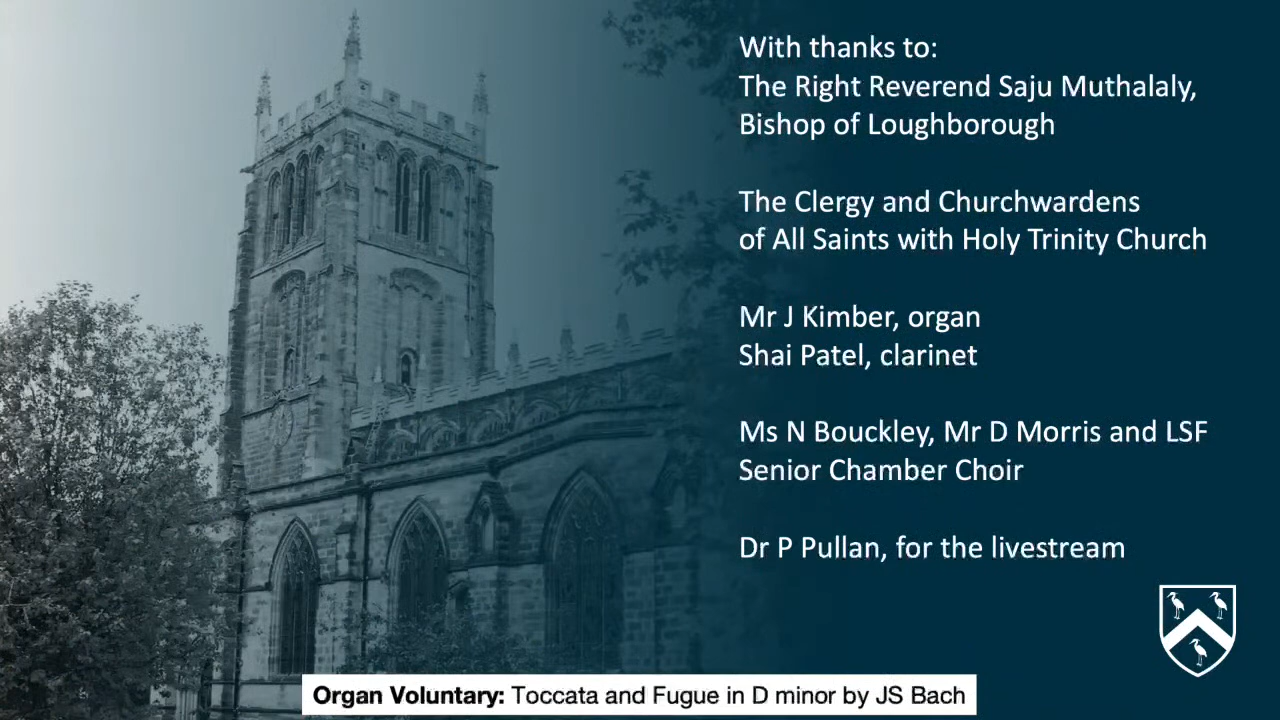 With thanks to:
The Right Reverend Saju Muthalaly,
Bishop of Loughborough
The Clergy and Churchwardens
of All Saints with Holy Trinity Church
Mr J Kimber, organ
Shai Patel, clarinet
Ms N Bouckley, Mr D Morris and LSF
Senior Chamber Choir
Dr P Pullan, for the livestream
Organ Voluntary: Toccata and Fugue in D minor by JS Bach